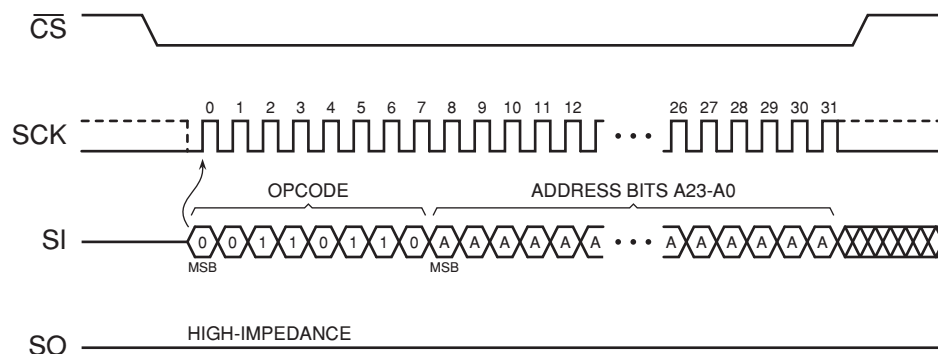 CS
0 1 2 3 4 5 6 7 8 9 10 11 12 26 27 28 29 30 31
SCK
OPCODE ADDRESS BITS A23-A0
SI 0 0 1 1 0 1 1 0 A A A A A A A A A A A A
MSB MSB
HIGH-IMPEDANCE
SO